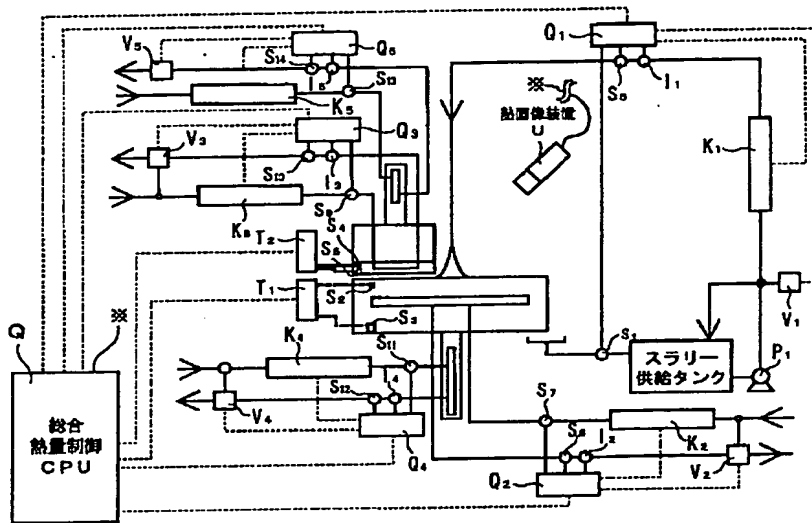 V5
Q5
S14
I5
S13
K5
Q1
S5
I1
※
熱画像装置
U
K1
V3
Q3
S13
I3
S9
K3
S4
T2
S5
T1
S2
S3
V1
P1
S1
スラリー
供給タンク
※
Q
総合
熱量制御
CPU
K4
S11
S12
I4
V4
Q4
S7
S6
I2
K2
Q2
V2